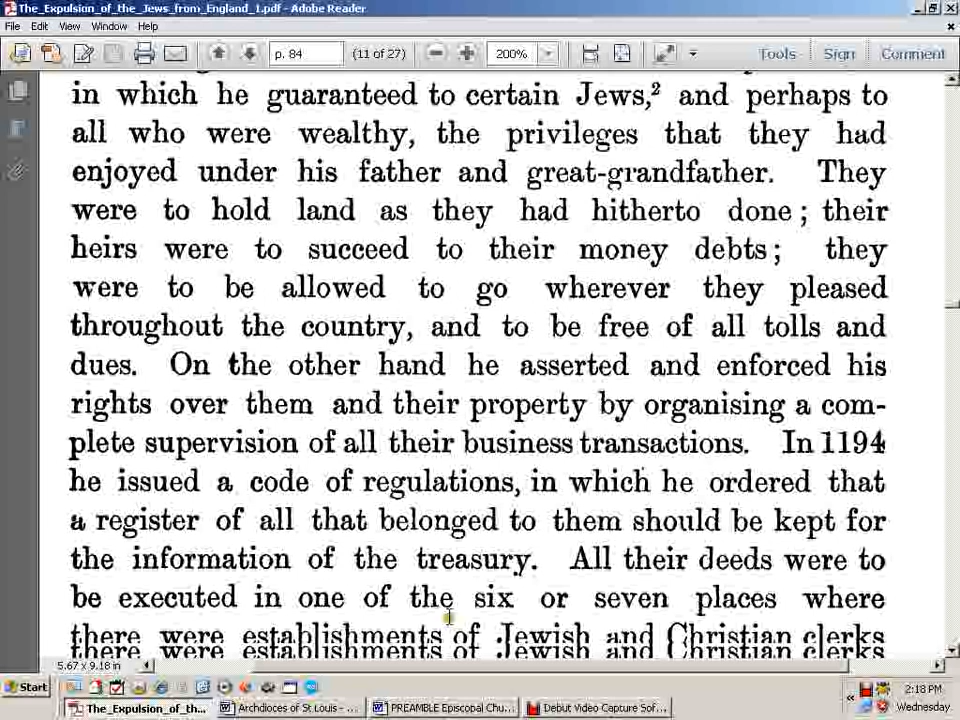 The_Expulsion_of_the_Jews_from_England_1.pdf - Adobe Reader
File Edit View Window Help
p. 84 (11 of 27) 200% Tools Sign Comment
in which he guaranteed to certain Jews,² and perhaps to
all who were wealthy, the privileges that they had
enjoyed under his father and great-grandfather. They
were to hold land as they had hitherto done ; their
heirs were to succeed to their money debts ; they
were to be allowed to go wherever they pleased
throughout the country, and to be free of all tolls and
dues. On the other hand he asserted and enforced his
rights over them and their property by organising a com-
plete supervision of all their business transactions. In 1194
he issued a code of regulations, in which he ordered that
a register of all that belonged to them should be kept for
the information of the treasury. All their deeds were to
be executed in one of the six or seven places where
there were establishments of Jewish and Christian clerks
5.67 x 9.18 in
Start 2:18 PM
The_Expulsion_of_th... Archdioces of St Louis - ... PREAMBLE Episcopal Chu... Debut Video Capture Sof... Wednesday